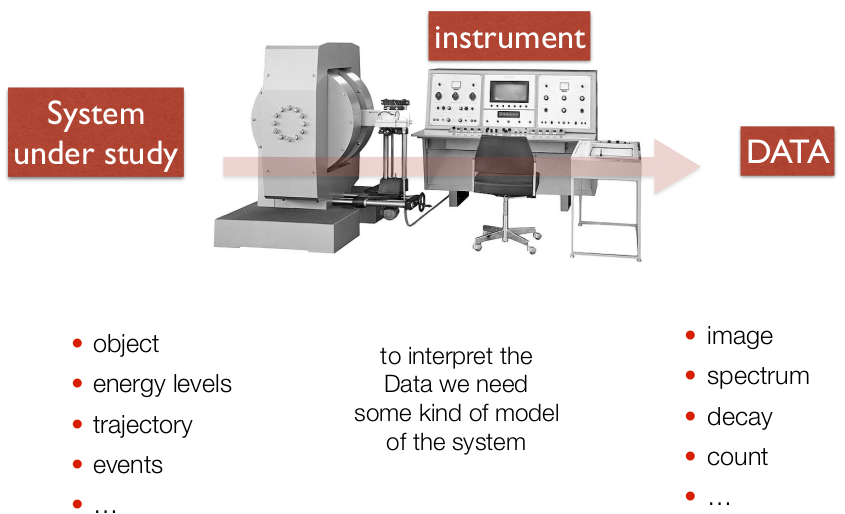 instrument
System
under study
DATA
• object
• energy levels
• trajectory
• events
• ...
to interpret the
Data we need
some kind of model
of the system
• image
• spectrum
• decay
• count
• ...